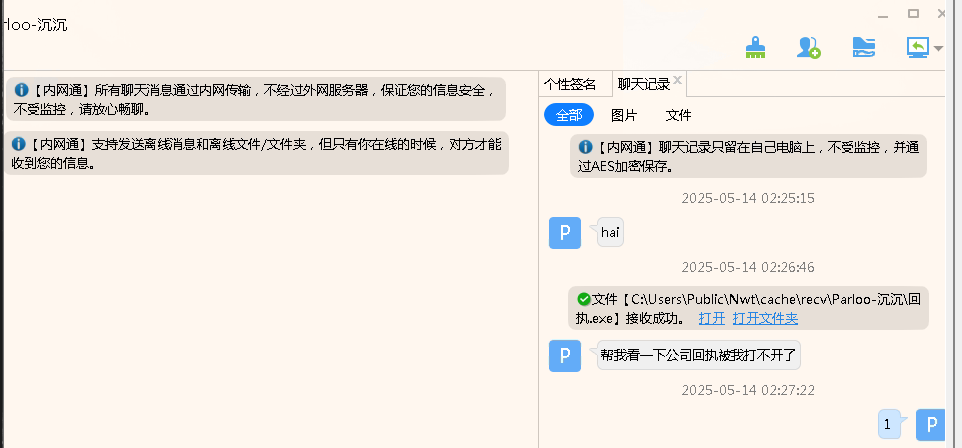 rloo-沉沉
【内网通】所有聊天消息通过内网传输，不经过外网服务器，保证您的信息安全，
不受监控，请放心畅聊。
【内网通】支持发送离线消息和离线文件/文件夹，但只有你在线的时候，对方才能
收到您的信息。
个性签名
聊天记录
全部
图片
文件
【内网通】聊天记录只留在自己电脑上，不受监控，并通
过AES加密保存。
2025-05-14 02:25:15
P
hai
2025-05-14 02:26:46
文件【C:\Users\Public\Nwt\cache\recv\Parloo-沉沉\回
执.exe】接收成功。 打开 打开文件夹
P
帮我看一下公司回执被我打不开了
2025-05-14 02:27:22
1
P